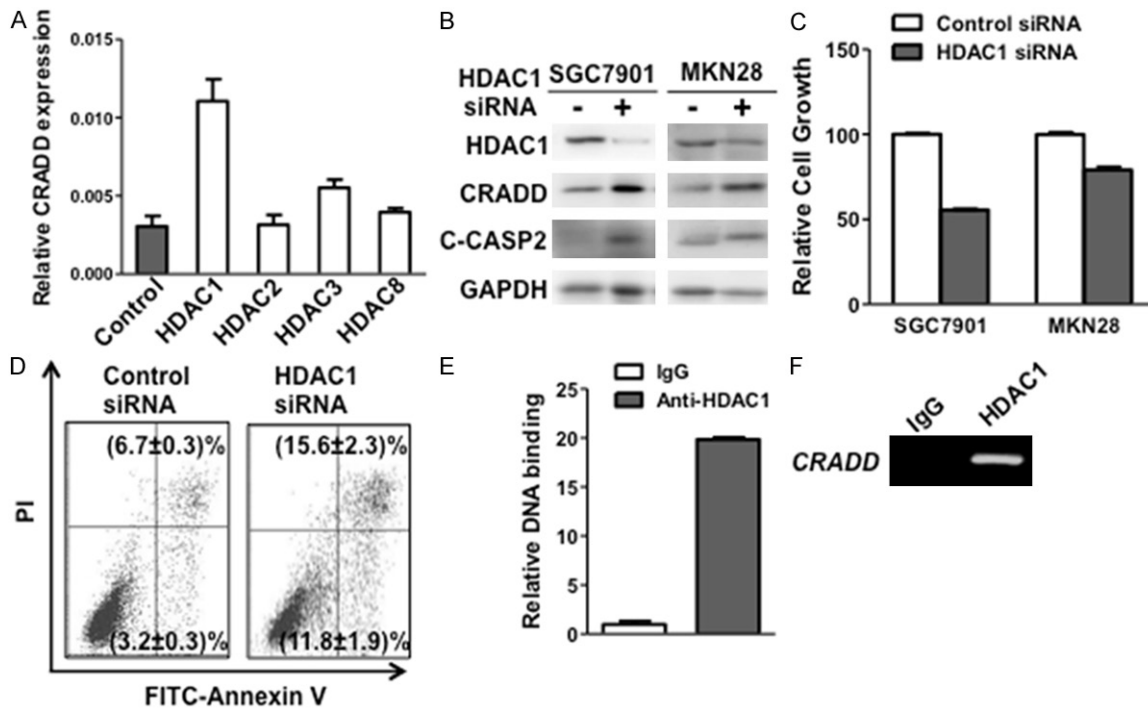 A
Relative CRADD expression
0.015
0.010
0.005
0.000
Control
HDAC1
HDAC2
HDAC3
HDAC8
B
HDAC1 SGC7901 MKN28
siRNA - + - +
HDAC1
CRADD
C-CASP2
GAPDH
C
Control siRNA
HDAC1 siRNA
Relative Cell Growth
150
100
50
0
SGC7901 MKN28
D
Control HDAC1
siRNA siRNA
(6.7±0.3)% (15.6±2.3)%
PI
(3.2±0.3)% (11.8±1.9)%
FITC-Annexin V
E
IgG
Anti-HDAC1
Relative DNA binding
25
20
15
10
5
0
F
IgG HDAC1
CRADD